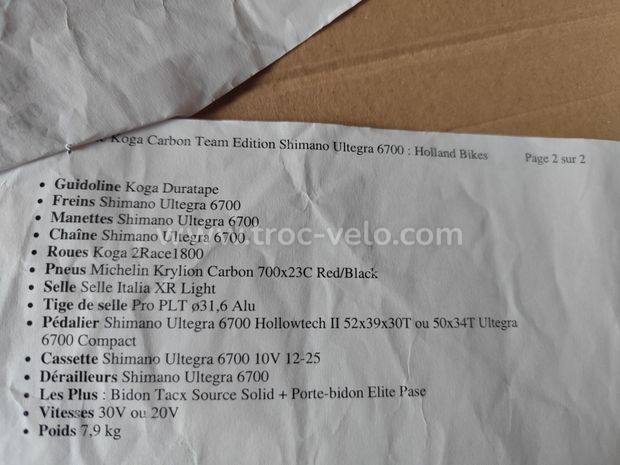 Koga Carbon Team Edition Shimano Ultegra 6700 : Holland Bikes Page 2 sur 2
• Guidoline Koga Duratape
• Freins Shimano Ultegra 6700
• Manettes Shimano Ultegra 6700
• Chaîne Shimano Ultegra 6700
www.troc-velo.com
• Roues Koga 2Race1800
• Pneus Michelin Krylion Carbon 700x23C Red/Black
• Selle Selle Italia XR Light
• Tige de selle Pro PLT ø31,6 Alu
• Pédalier Shimano Ultegra 6700 Hollowtech II 52x39x30T ou 50x34T Ultegra
6700 Compact
• Cassette Shimano Ultegra 6700 10V 12-25
• Dérailleurs Shimano Ultegra 6700
• Les Plus : Bidon Tacx Source Solid + Porte-bidon Elite Pase
• Vitesses 30V ou 20V
• Poids 7,9 kg